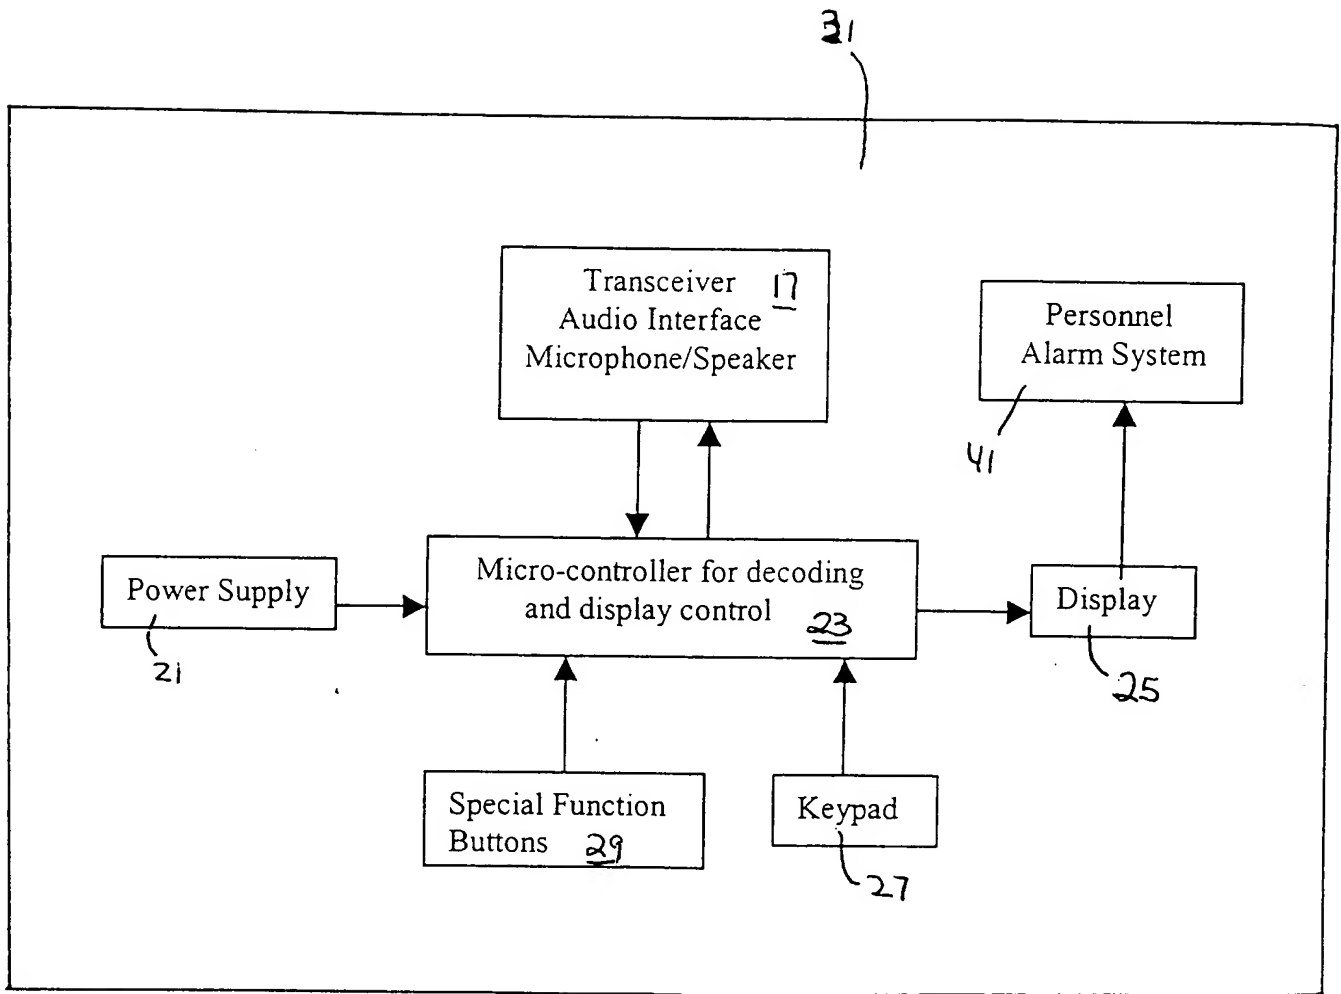 31
Transceiver 17
Audio Interface
Microphone/Speaker
Personnel
Alarm System
41
Power Supply
21
Micro-controller for decoding
and display control 23
Display
25
Special Function
Buttons 29
Keypad
27